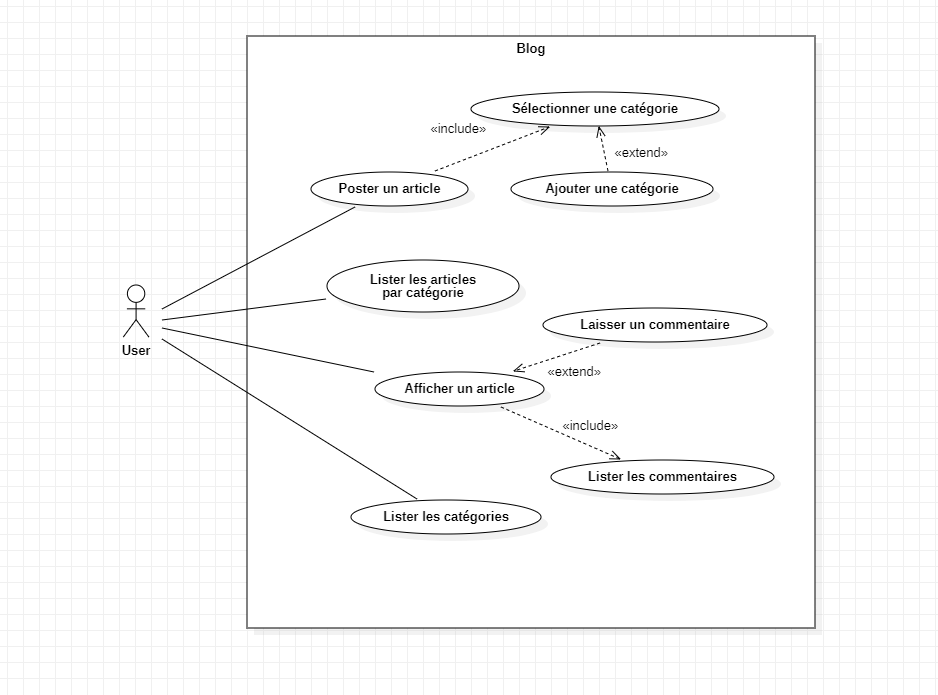 Blog
Sélectionner une catégorie
«include»
«extend»
Poster un article
Ajouter une catégorie
Lister les articles
par catégorie
Laisser un commentaire
User
«extend»
Afficher un article
«include»
Lister les commentaires
Lister les catégories